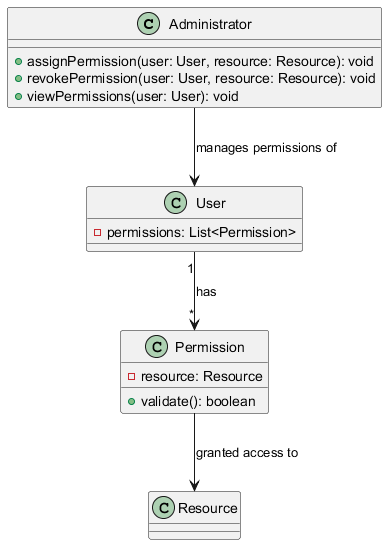 C Administrator
assignPermission(user: User, resource: Resource): void
revokePermission(user: User, resource: Resource): void
viewPermissions(user: User): void
manages permissions of
C User
permissions: List<Permission>
1
has
*
C Permission
resource: Resource
validate(): boolean
granted access to
C Resource